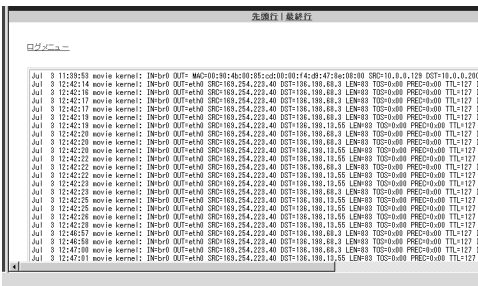 先頭行 | 最終行
ログメニュー
Jul 3 11:39:53 movie kernel: IN=br0 OUT= MAC=00:90:4b:00:85:cd:00:00:f4:d9:47:8e:08:00 SRC=10.0.0.129 DST=10.0.0.200
Jul 3 12:42:14 movie kernel: IN=br0 OUT=eth0 SRC=169.254.223.40 DST=136.198.68.3 LEN=83 TOS=0x00 PREC=0x00 TTL=127
Jul 3 12:42:16 movie kernel: IN=br0 OUT=eth0 SRC=169.254.223.40 DST=136.198.68.3 LEN=83 TOS=0x00 PREC=0x00 TTL=127
Jul 3 12:42:17 movie kernel: IN=br0 OUT=eth0 SRC=169.254.223.40 DST=136.198.68.3 LEN=83 TOS=0x00 PREC=0x00 TTL=127
Jul 3 12:42:17 movie kernel: IN=br0 OUT=eth0 SRC=169.254.223.40 DST=136.198.68.3 LEN=83 TOS=0x00 PREC=0x00 TTL=127
Jul 3 12:42:19 movie kernel: IN=br0 OUT=eth0 SRC=169.254.223.40 DST=136.198.68.3 LEN=83 TOS=0x00 PREC=0x00 TTL=127
Jul 3 12:42:19 movie kernel: IN=br0 OUT=eth0 SRC=169.254.223.40 DST=136.198.13.55 LEN=83 TOS=0x00 PREC=0x00 TTL=127
Jul 3 12:42:20 movie kernel: IN=br0 OUT=eth0 SRC=169.254.223.40 DST=136.198.68.3 LEN=83 TOS=0x00 PREC=0x00 TTL=127
Jul 3 12:42:20 movie kernel: IN=br0 OUT=eth0 SRC=169.254.223.40 DST=136.198.68.3 LEN=83 TOS=0x00 PREC=0x00 TTL=127
Jul 3 12:42:20 movie kernel: IN=br0 OUT=eth0 SRC=169.254.223.40 DST=136.198.13.55 LEN=83 TOS=0x00 PREC=0x00 TTL=127
Jul 3 12:42:22 movie kernel: IN=br0 OUT=eth0 SRC=169.254.223.40 DST=136.198.13.55 LEN=83 TOS=0x00 PREC=0x00 TTL=127
Jul 3 12:42:22 movie kernel: IN=br0 OUT=eth0 SRC=169.254.223.40 DST=136.198.68.3 LEN=83 TOS=0x00 PREC=0x00 TTL=127
Jul 3 12:42:23 movie kernel: IN=br0 OUT=eth0 SRC=169.254.223.40 DST=136.198.13.55 LEN=83 TOS=0x00 PREC=0x00 TTL=127
Jul 3 12:42:25 movie kernel: IN=br0 OUT=eth0 SRC=169.254.223.40 DST=136.198.13.55 LEN=83 TOS=0x00 PREC=0x00 TTL=127
Jul 3 12:42:25 movie kernel: IN=br0 OUT=eth0 SRC=169.254.223.40 DST=136.198.68.3 LEN=83 TOS=0x00 PREC=0x00 TTL=127
Jul 3 12:42:26 movie kernel: IN=br0 OUT=eth0 SRC=169.254.223.40 DST=136.198.13.55 LEN=83 TOS=0x00 PREC=0x00 TTL=127
Jul 3 12:42:28 movie kernel: IN=br0 OUT=eth0 SRC=169.254.223.40 DST=136.198.13.55 LEN=83 TOS=0x00 PREC=0x00 TTL=127
Jul 3 12:46:57 movie kernel: IN=br0 OUT=eth0 SRC=169.254.223.40 DST=136.198.68.3 LEN=83 TOS=0x00 PREC=0x00 TTL=127
Jul 3 12:46:59 movie kernel: IN=br0 OUT=eth0 SRC=169.254.223.40 DST=136.198.68.3 LEN=83 TOS=0x00 PREC=0x00 TTL=127
Jul 3 12:47:00 movie kernel: IN=br0 OUT=eth0 SRC=169.254.223.40 DST=136.198.68.3 LEN=83 TOS=0x00 PREC=0x00 TTL=127
Jul 3 12:47:01 movie kernel: IN=br0 OUT=eth0 SRC=169.254.223.40 DST=136.198.13.55 LEN=83 TOS=0x00 PREC=0x00 TTL=127